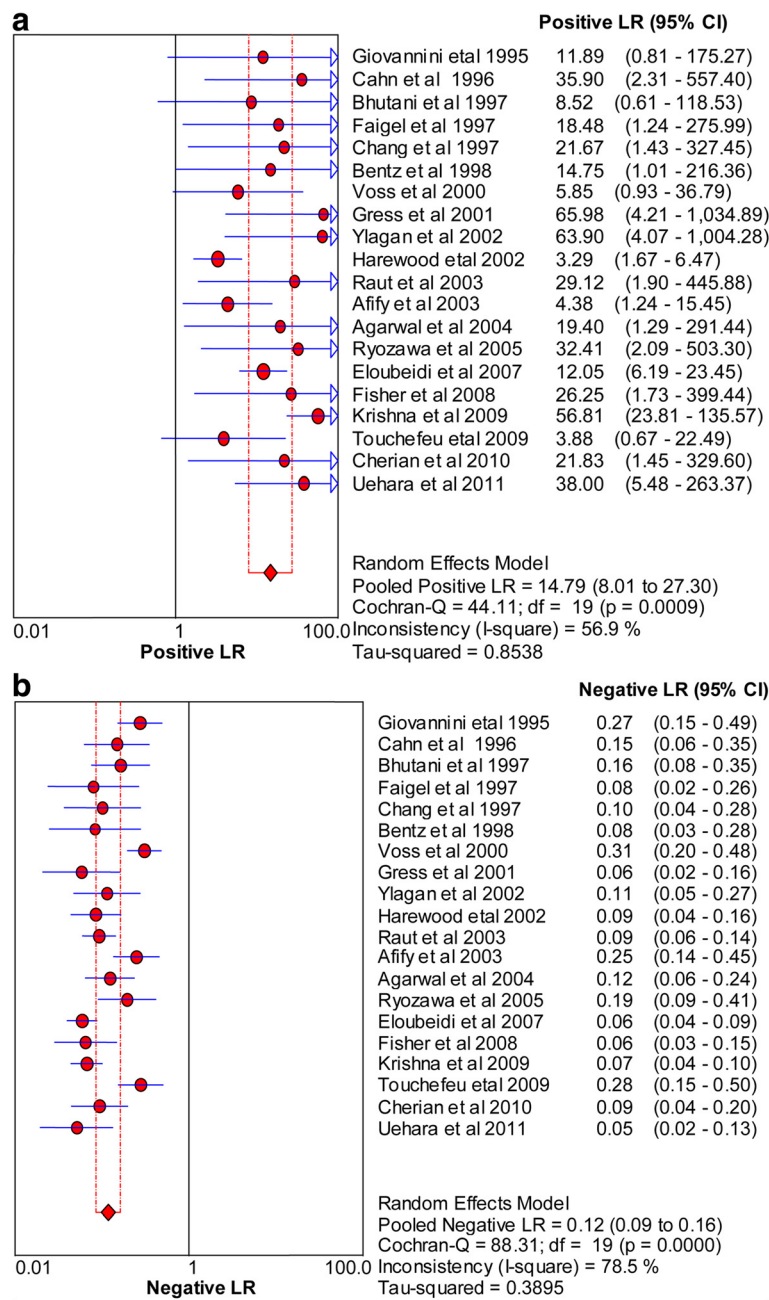 a
Positive LR (95% CI)
Giovannini etal 1995 11.89 (0.81 - 175.27)
Cahn et al 1996 35.90 (2.31 - 557.40)
Bhutani et al 1997 8.52 (0.61 - 118.53)
Faigel et al 1997 18.48 (1.24 - 275.99)
Chang et al 1997 21.67 (1.43 - 327.45)
Bentz et al 1998 14.75 (1.01 - 216.36)
Voss et al 2000 5.85 (0.93 - 36.79)
Gress et al 2001 65.98 (4.21 - 1,034.89)
Ylagan et al 2002 63.90 (4.07 - 1,004.28)
Harewood etal 2002 3.29 (1.67 - 6.47)
Raut et al 2003 29.12 (1.90 - 445.88)
Afify et al 2003 4.38 (1.24 - 15.45)
Agarwal et al 2004 19.40 (1.29 - 291.44)
Ryozawa et al 2005 32.41 (2.09 - 503.30)
Eloubeidi et al 2007 12.05 (6.19 - 23.45)
Fisher et al 2008 26.25 (1.73 - 399.44)
Krishna et al 2009 56.81 (23.81 - 135.57)
Touchefeu etal 2009 3.88 (0.67 - 22.49)
Cherian et al 2010 21.83 (1.45 - 329.60)
Uehara et al 2011 38.00 (5.48 - 263.37)
Random Effects Model
Pooled Positive LR = 14.79 (8.01 to 27.30)
Cochran-Q = 44.11; df = 19 (p = 0.0009)
Inconsistency (I-square) = 56.9 %
Tau-squared = 0.8538
0.01 1 100.0
Positive LR
b
Negative LR (95% CI)
Giovannini etal 1995 0.27 (0.15 - 0.49)
Cahn et al 1996 0.15 (0.06 - 0.35)
Bhutani et al 1997 0.16 (0.08 - 0.35)
Faigel et al 1997 0.08 (0.02 - 0.26)
Chang et al 1997 0.10 (0.04 - 0.28)
Bentz et al 1998 0.08 (0.03 - 0.28)
Voss et al 2000 0.31 (0.20 - 0.48)
Gress et al 2001 0.06 (0.02 - 0.16)
Ylagan et al 2002 0.11 (0.05 - 0.27)
Harewood etal 2002 0.09 (0.04 - 0.16)
Raut et al 2003 0.09 (0.06 - 0.14)
Afify et al 2003 0.25 (0.14 - 0.45)
Agarwal et al 2004 0.12 (0.06 - 0.24)
Ryozawa et al 2005 0.19 (0.09 - 0.41)
Eloubeidi et al 2007 0.06 (0.04 - 0.09)
Fisher et al 2008 0.06 (0.03 - 0.15)
Krishna et al 2009 0.07 (0.04 - 0.10)
Touchefeu etal 2009 0.28 (0.15 - 0.50)
Cherian et al 2010 0.09 (0.04 - 0.20)
Uehara et al 2011 0.05 (0.02 - 0.13)
Random Effects Model
Pooled Negative LR = 0.12 (0.09 to 0.16)
Cochran-Q = 88.31; df = 19 (p = 0.0000)
Inconsistency (I-square) = 78.5 %
Tau-squared = 0.3895
0.01 1 100.0
Negative LR